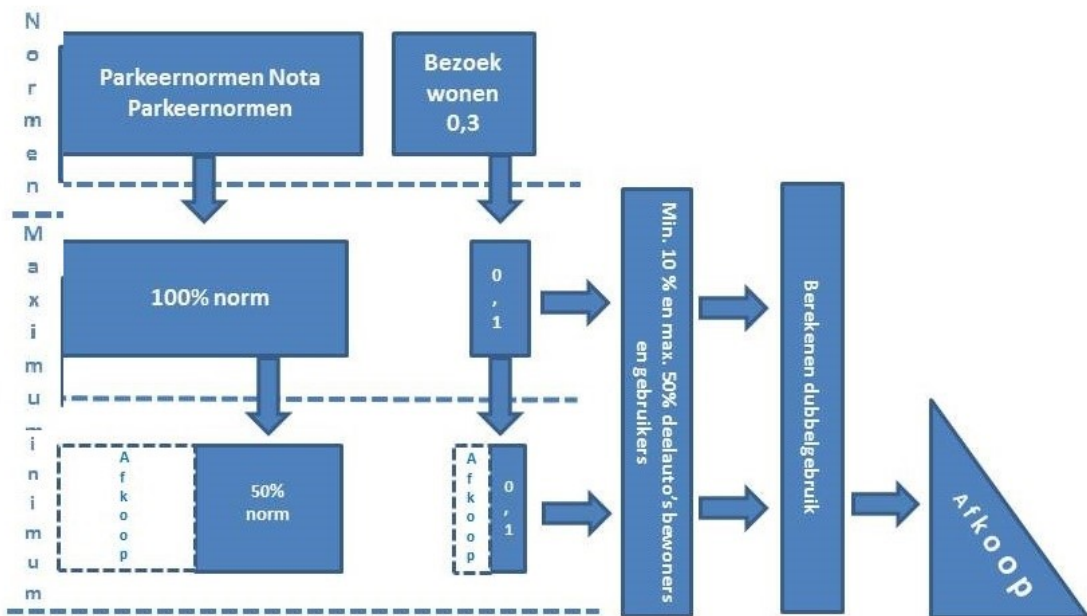 Normen
Parkeernormen Nota
Parkeernormen
Bezoek
wonen
0,3
Maximum
100% norm
0,1
Min. 10 % en max. 50% deelauto's bewoners
en gebruikers
Berekenen dubbelgebruik
inimum
Afkoop
50%
norm
Afkoop
0,1
Afkoop